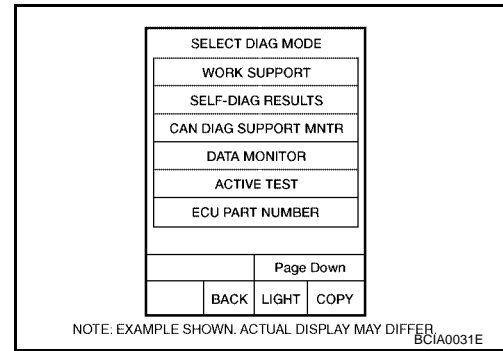 SELECT DIAG MODE
WORK SUPPORT
SELF-DIAG RESULTS
CAN DIAG SUPPORT MNTR
DATA MONITOR
ACTIVE TEST
ECU PART NUMBER
Page Down
BACK LIGHT COPY
NOTE: EXAMPLE SHOWN. ACTUAL DISPLAY MAY DIFFER.
BCIA0031E